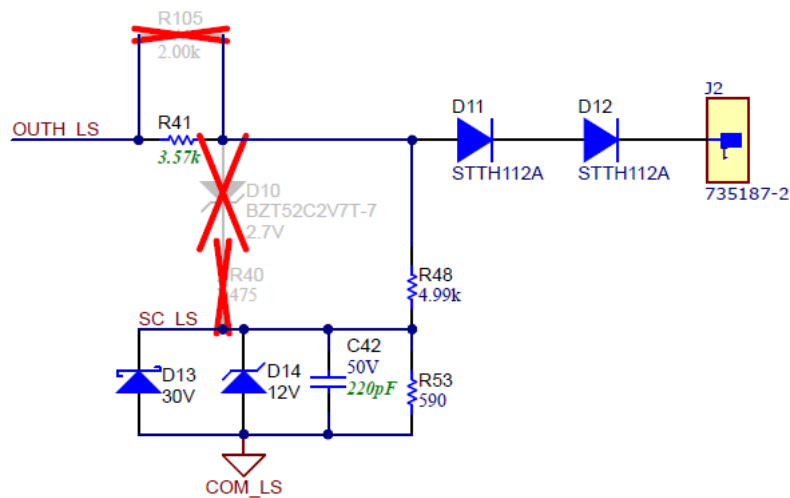 R105
2.00k
J2
D11
D12
R41
OUTH_LS
3.57k
STTH112A
STTH112A
735187-2
D10
BZT52C2V7T-7
2.7V
R40
475
R48
4.99k
SC_LS
C42
50V
220pF
D13
30V
D14
12V
R53
590
COM_LS